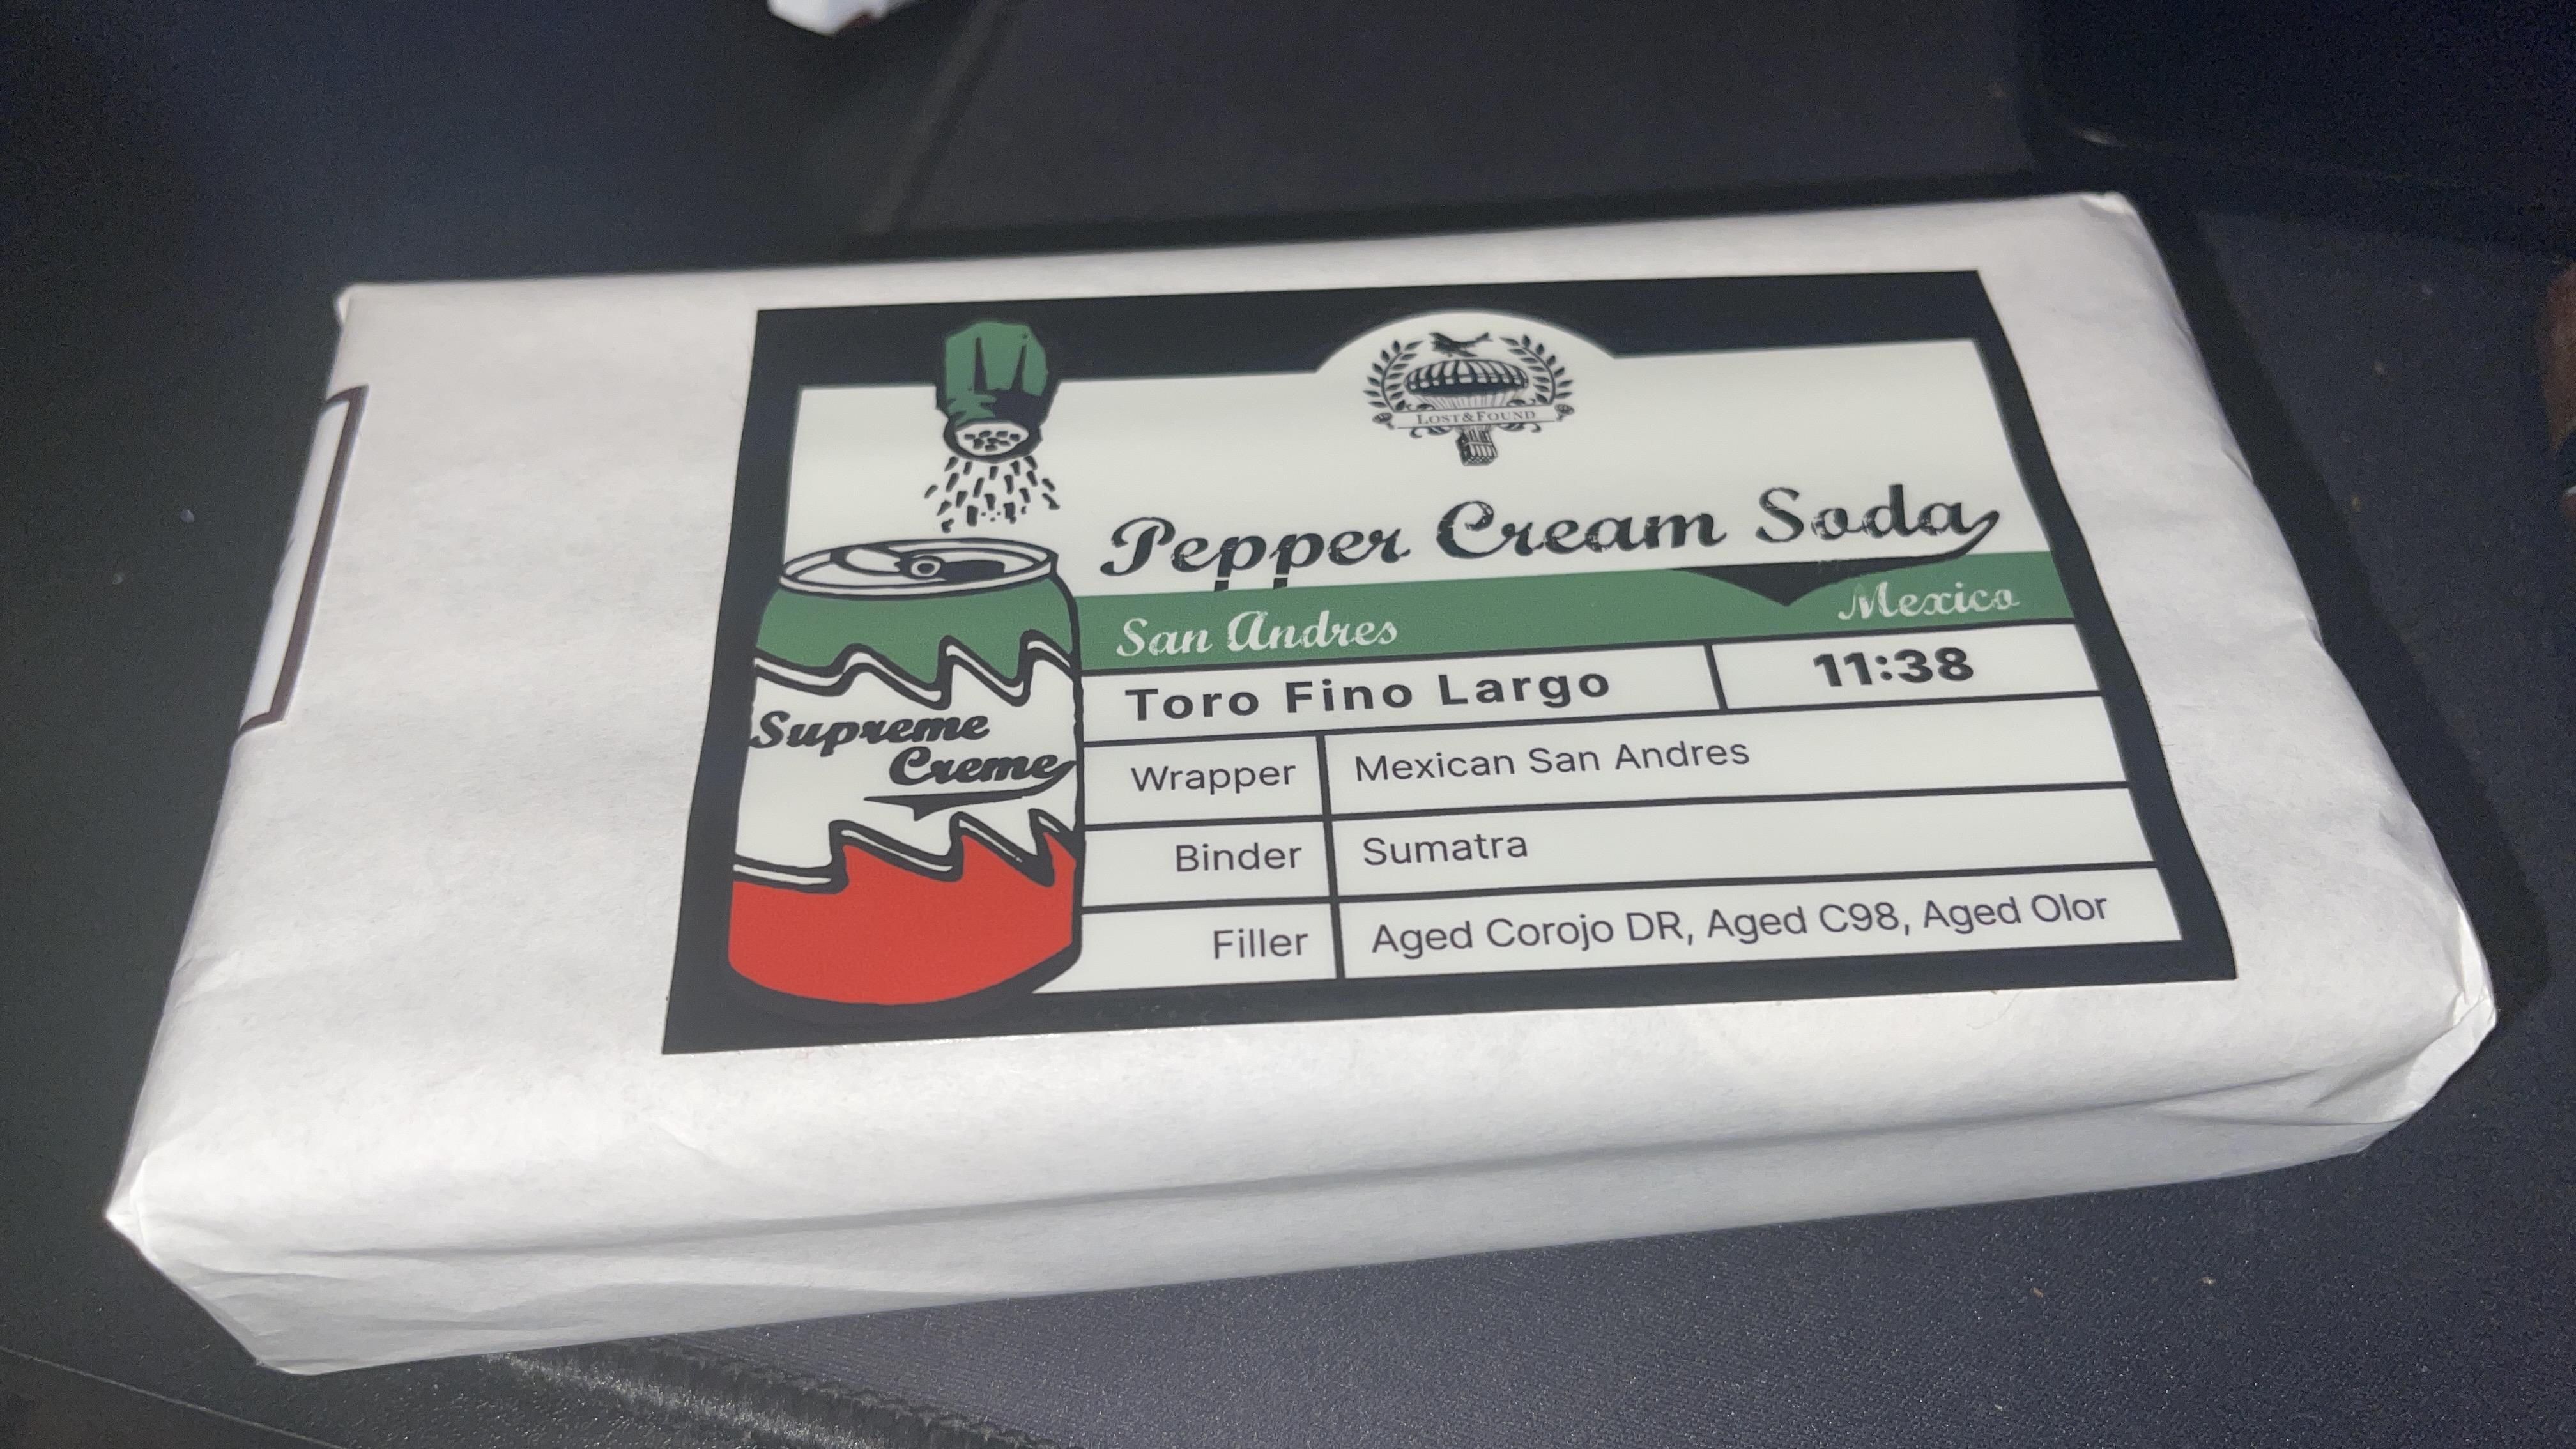 LOST & FOUND
Pepper Cream Soda
San Andres Mexico
Toro Fino Largo 11:38
Supreme
Creme
Wrapper Mexican San Andres
Binder Sumatra
Filler Aged Corojo DR, Aged C98, Aged Olor